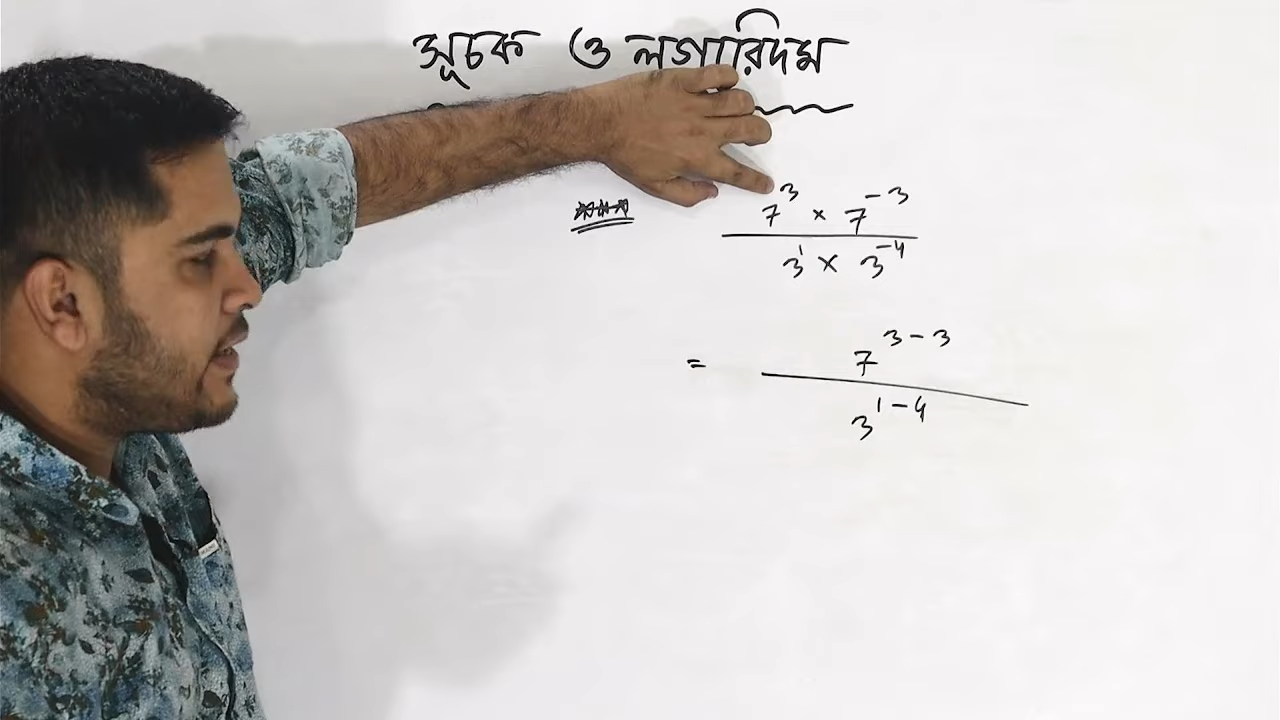 সূচক ও লগারিদম
7³ × 7⁻³
3¹ × 3⁻⁴
= 7³⁻³
3¹⁻⁴